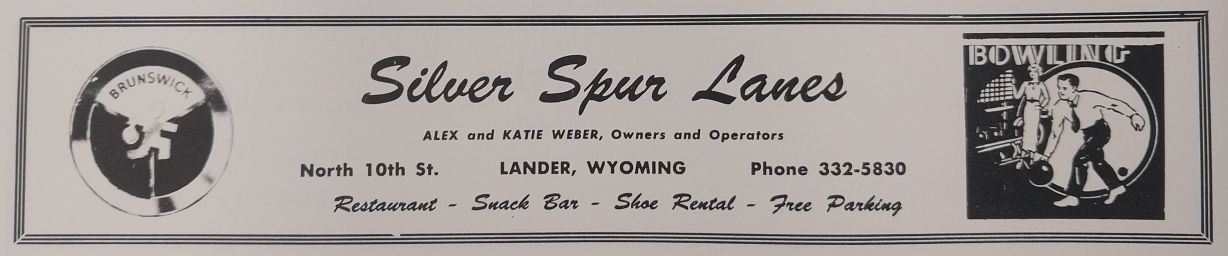 BRUNSWICK
Silver Spur Lanes
ALEX and KATIE WEBER, Owners and Operators
North 10th St. LANDER, WYOMING Phone 332-5830
Restaurant - Snack Bar - Shoe Rental - Free Parking
BOWLING